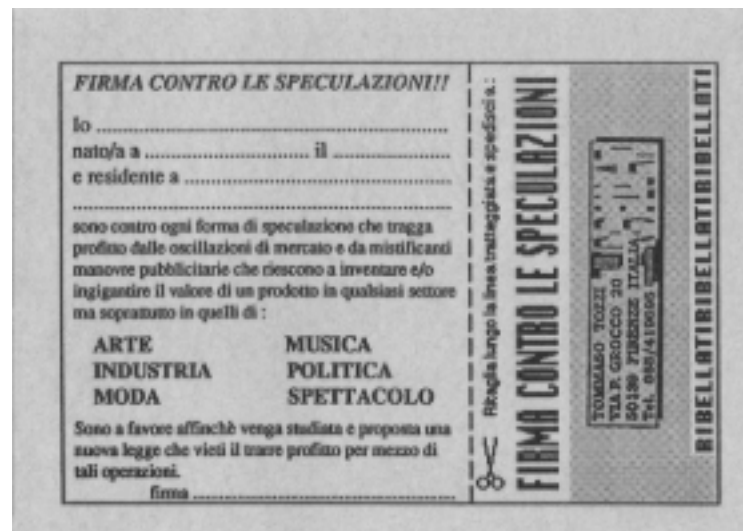 FIRMA CONTRO LE SPECULAZIONI!!
Io ..........
nato/a a .......... il ..........
e residente a ..........
..........
sono contro ogni forma di speculazione che tragga
profitto dalle oscillazioni di mercato e da mistificanti
manovre pubblicitarie che riescono a inventare e/o
ingigantire il valore di un prodotto in qualsiasi settore
ma soprattutto in quelli di :
ARTE MUSICA
INDUSTRIA POLITICA
MODA SPETTACOLO
Sono a favore affinchè venga studiata e proposta una
nuova legge che vieti il trarre profitto per mezzo di
tali operazioni.
firma ..........
Ritaglia lungo la linea tratteggiata e spedisci a :
FIRMA CONTRO LE SPECULAZIONI
TOMMASO TOZZI
VIA P. GROCCO 20
50139 FIRENZE ITALIA
Tel. 055/419695
RIBELLATIRIBELLATIRIBELLATI